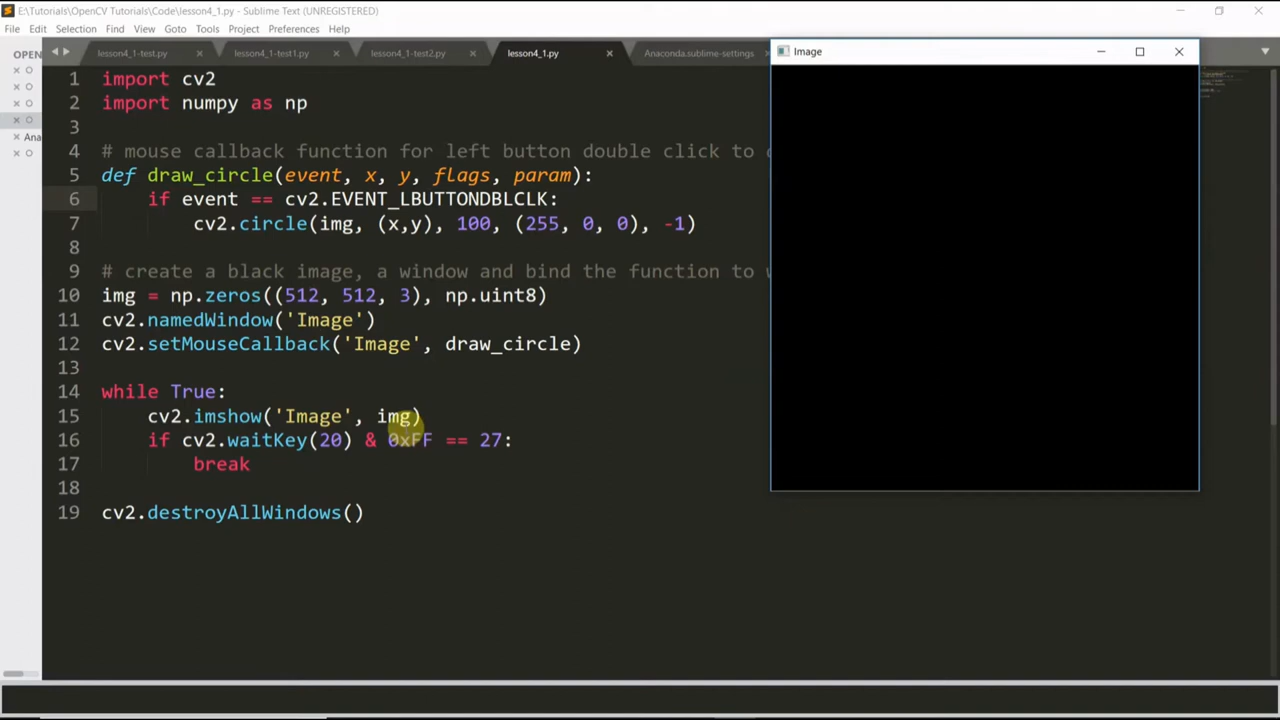 E:\Tutorials\OpenCV Tutorials\Code\lesson4_1.py - Sublime Text (UNREGISTERED)
File Edit Selection Find View Goto Tools Project Preferences Help
OPEN
lesson4_1-test.py
lesson4_1-test1.py
lesson4_1-test2.py
lesson4_1.py
Anaconda.sublime-settings
Image
Ana
1 import cv2
2 import numpy as np
3
4 # mouse callback function for left button double click to
5 def draw_circle(event, x, y, flags, param):
6 if event == cv2.EVENT_LBUTTONDBLCLK:
7 cv2.circle(img, (x,y), 100, (255, 0, 0), -1)
8
9 # create a black image, a window and bind the function to
10 img = np.zeros((512, 512, 3), np.uint8)
11 cv2.namedWindow('Image')
12 cv2.setMouseCallback('Image', draw_circle)
13
14 while True:
15 cv2.imshow('Image', img)
16 if cv2.waitKey(20) & 0xFF == 27:
17 break
18
19 cv2.destroyAllWindows()